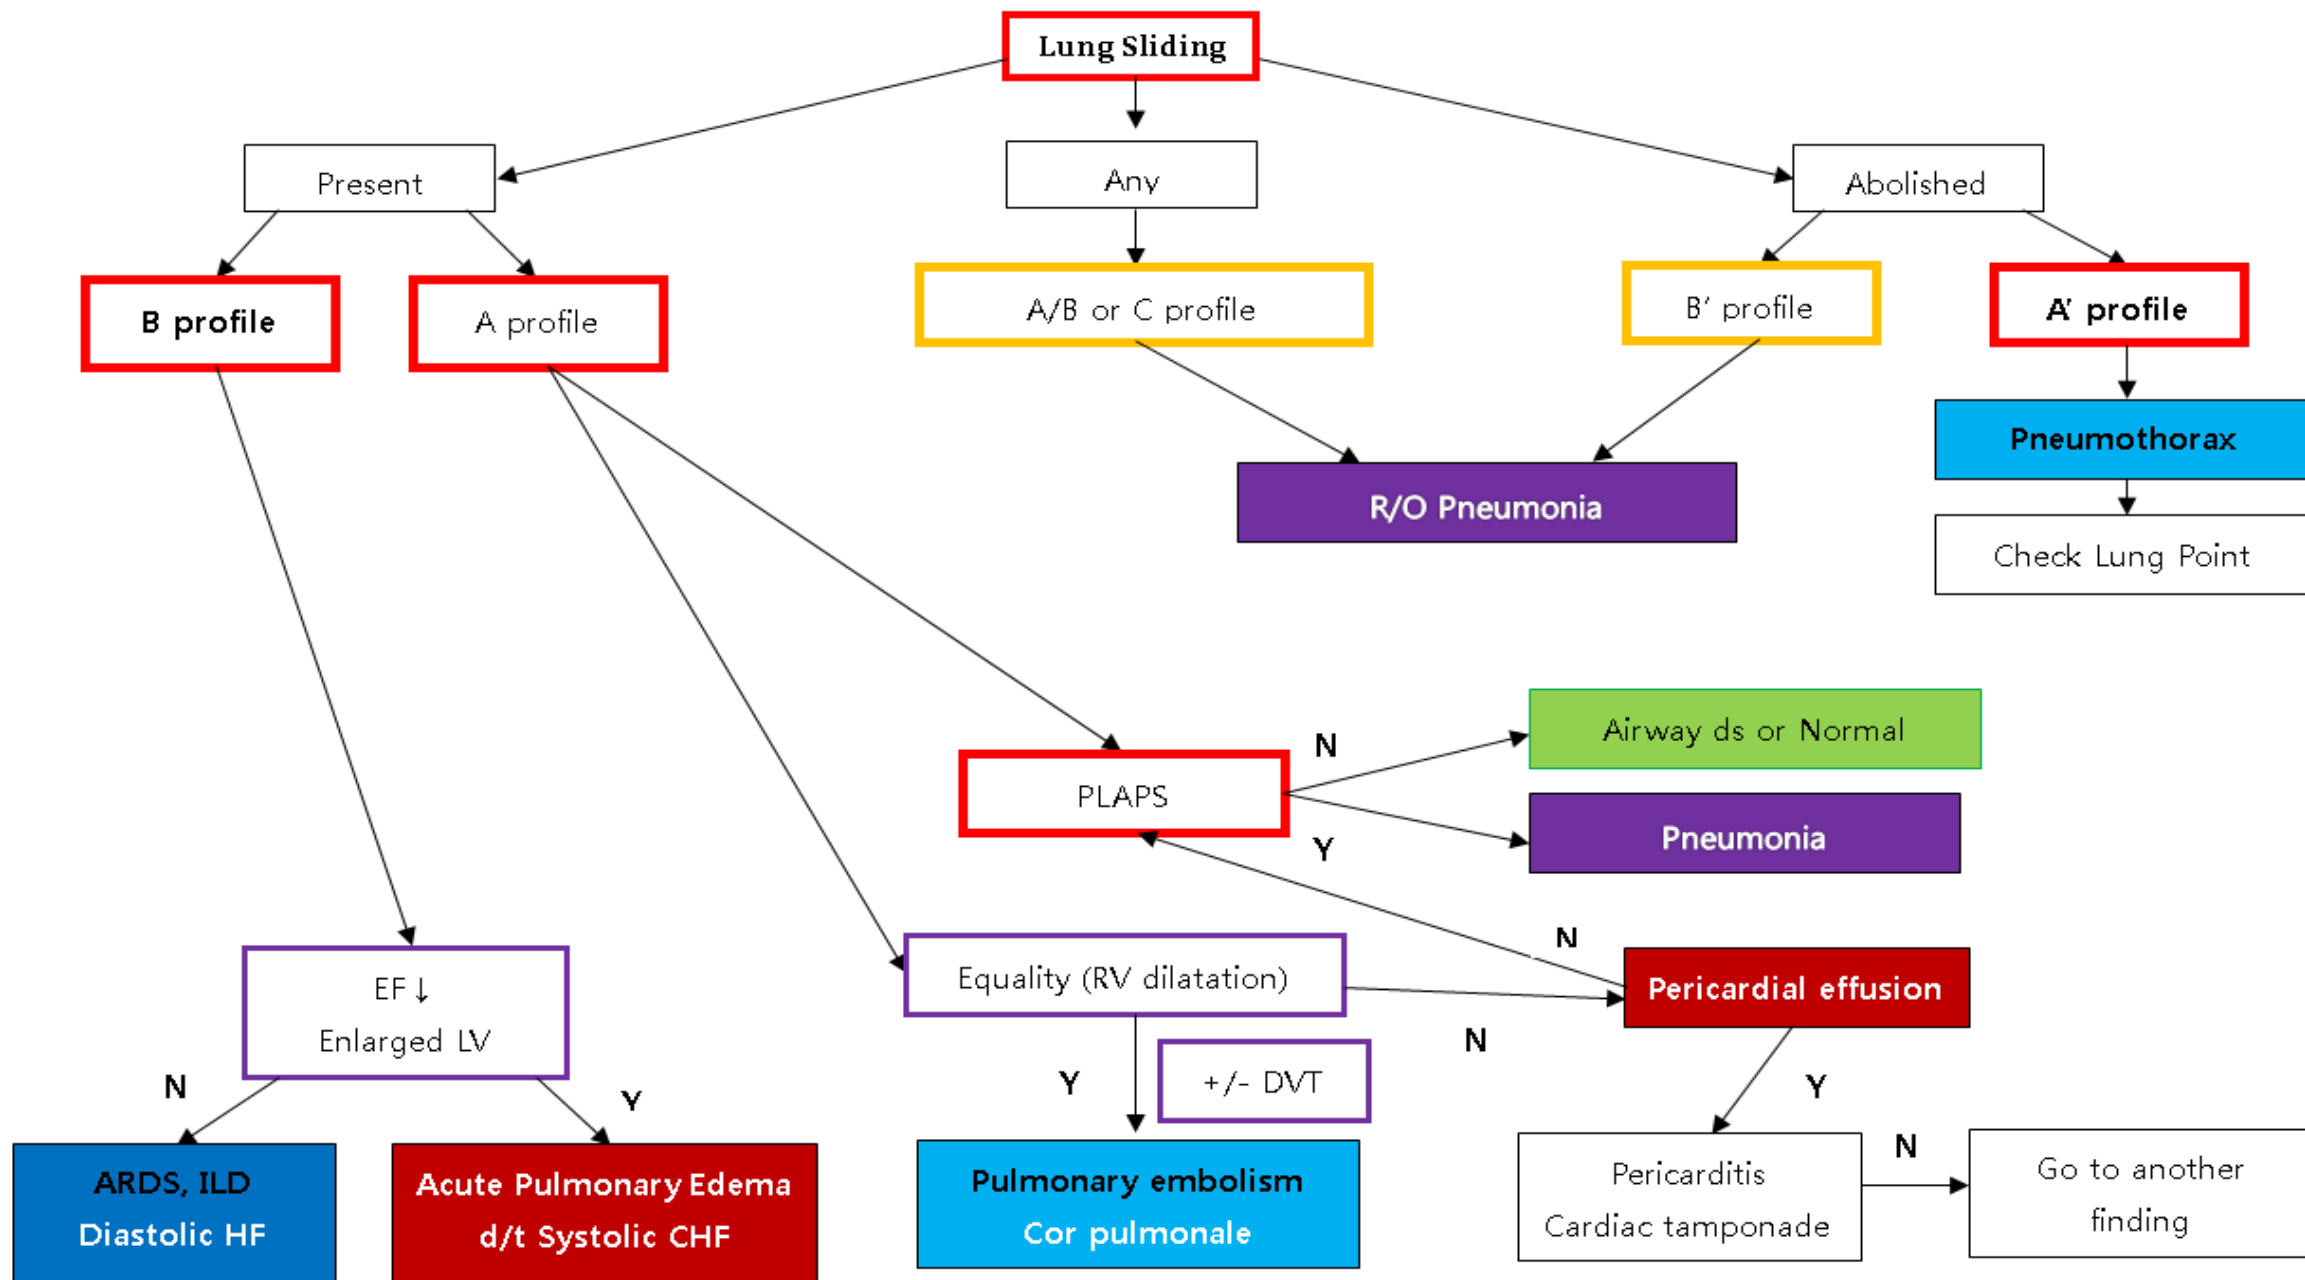 Lung Sliding
Present
Any
Abolished
B profile
A profile
A/B or C profile
B’ profile
A’ profile
Pneumothorax
R/O Pneumonia
Check Lung Point
Airway ds or Normal
N
PLAPS
Pneumonia
Y
N
Equality (RV dilatation)
Pericardial effusion
EF↓
Enlarged LV
N
+/- DVT
Y
N
Y
Y
N
Pericarditis
Cardiac tamponade
Go to another
finding
ARDS, ILD
Diastolic HF
Acute Pulmonary Edema
d/t Systolic CHF
Pulmonary embolism
Cor pulmonale